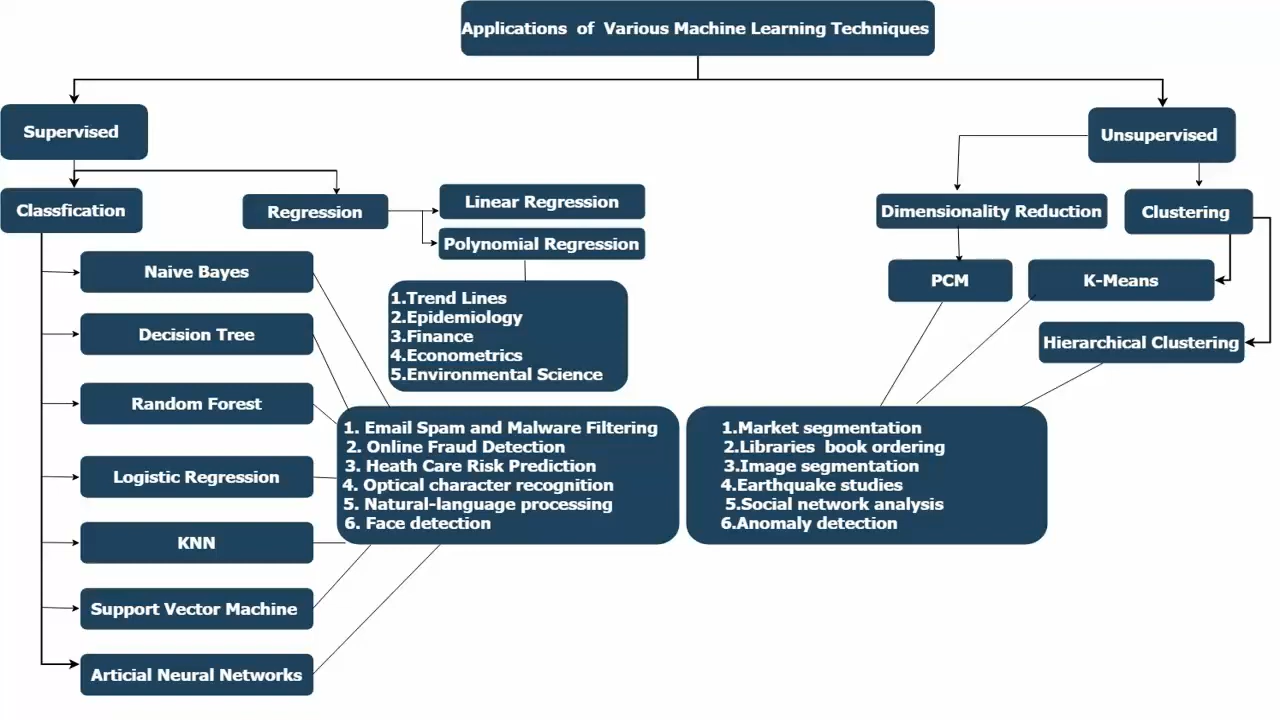 Applications of Various Machine Learning Techniques
Supervised
Unsupervised
Classfication
Regression
Linear Regression
Polynomial Regression
Dimensionality Reduction
Clustering
Naive Bayes
Decision Tree
Random Forest
Logistic Regression
KNN
Support Vector Machine
Articial Neural Networks
1.Trend Lines
2.Epidemiology
3.Finance
4.Econometrics
5.Environmental Science
PCM
K-Means
Hierarchical Clustering
1. Email Spam and Malware Filtering
2. Online Fraud Detection
3. Heath Care Risk Prediction
4. Optical character recognition
5. Natural-language processing
6. Face detection
1.Market segmentation
2.Libraries book ordering
3.Image segmentation
4.Earthquake studies
5.Social network analysis
6.Anomaly detection